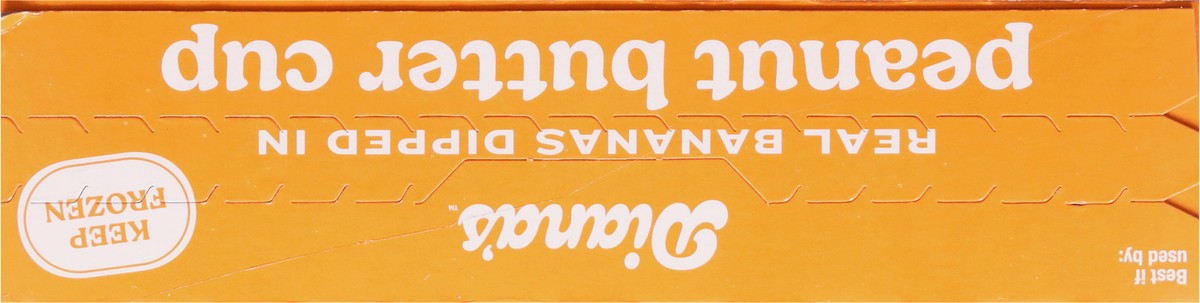 Best if
used by:
Diana's™
KEEP
FROZEN
REAL BANANAS DIPPED IN
peanut butter cup